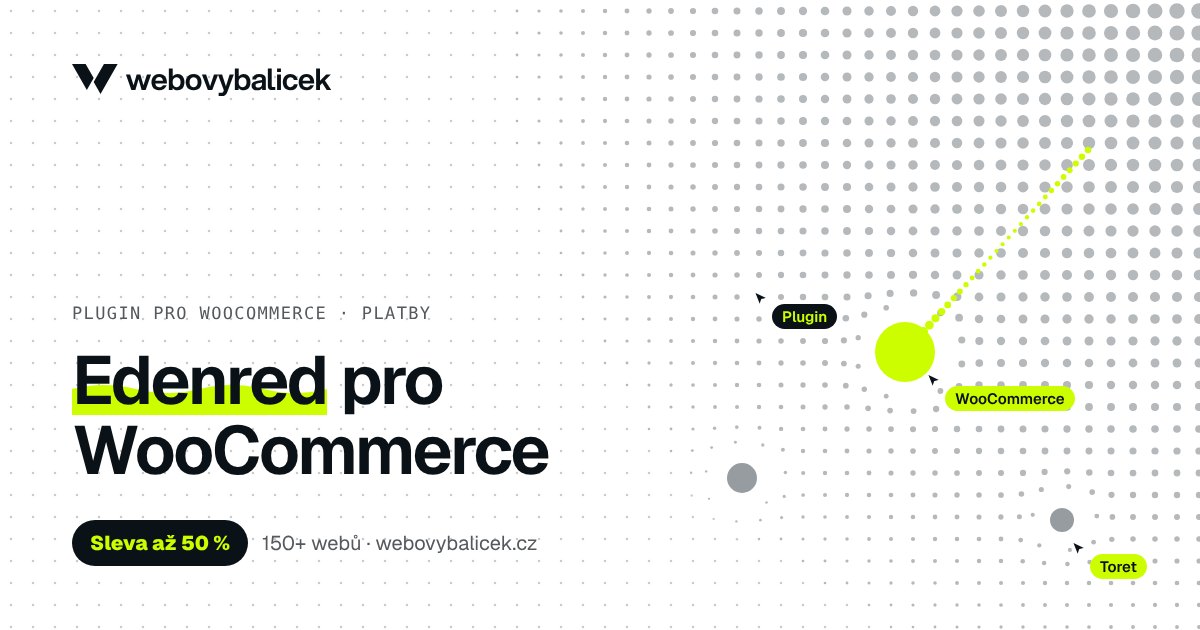 webovybalicek
PLUGIN PRO WOOCOMMERCE · PLATBY
Edenred pro
WooCommerce
Sleva až 50 %
150+ webů · webovybalicek.cz
Plugin
WooCommerce
Toret